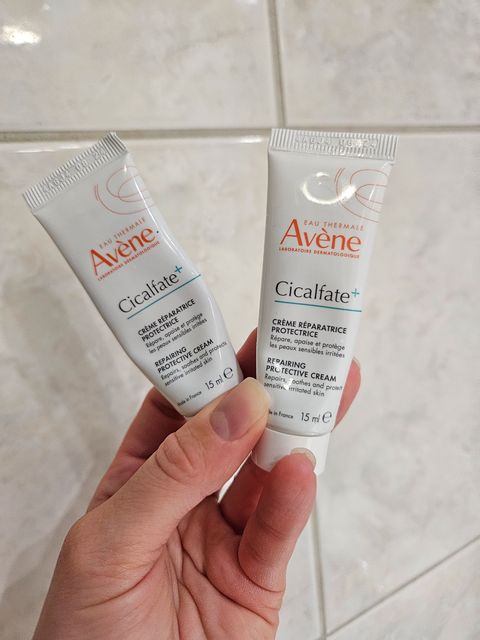 EAU THERMALE
Avène
LABORATOIRE DERMATOLOGIQUE
Cicalfate+
CRÈME RÉPARATRICE
PROTECTRICE
Répare, apaise et protège
les peaux sensibles irritées
REPAIRING
PROTECTIVE CREAM
Repairs, soothes and protects
sensitive irritated skin
Made in France 15 ml e
EAU THERMALE
Avène
LABORATOIRE DERMATOLOGIQUE
Cicalfate+
CRÈME RÉPARATRICE
PROTECTRICE
Répare, apaise et protège
les peaux sensibles irritées
REPAIRING
PROTECTIVE CREAM
Repairs, soothes and protects
sensitive irritated skin
Made in France 15 ml e